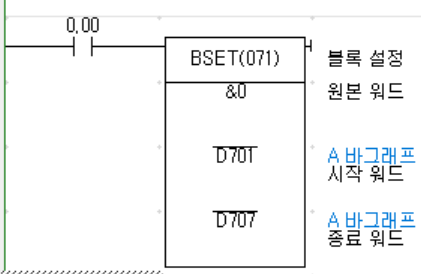 0.00
BSET(071) 블록 설정
&0 원본 워드
D701 A 바그래프
시작 워드
D707 A 바그래프
종료 워드